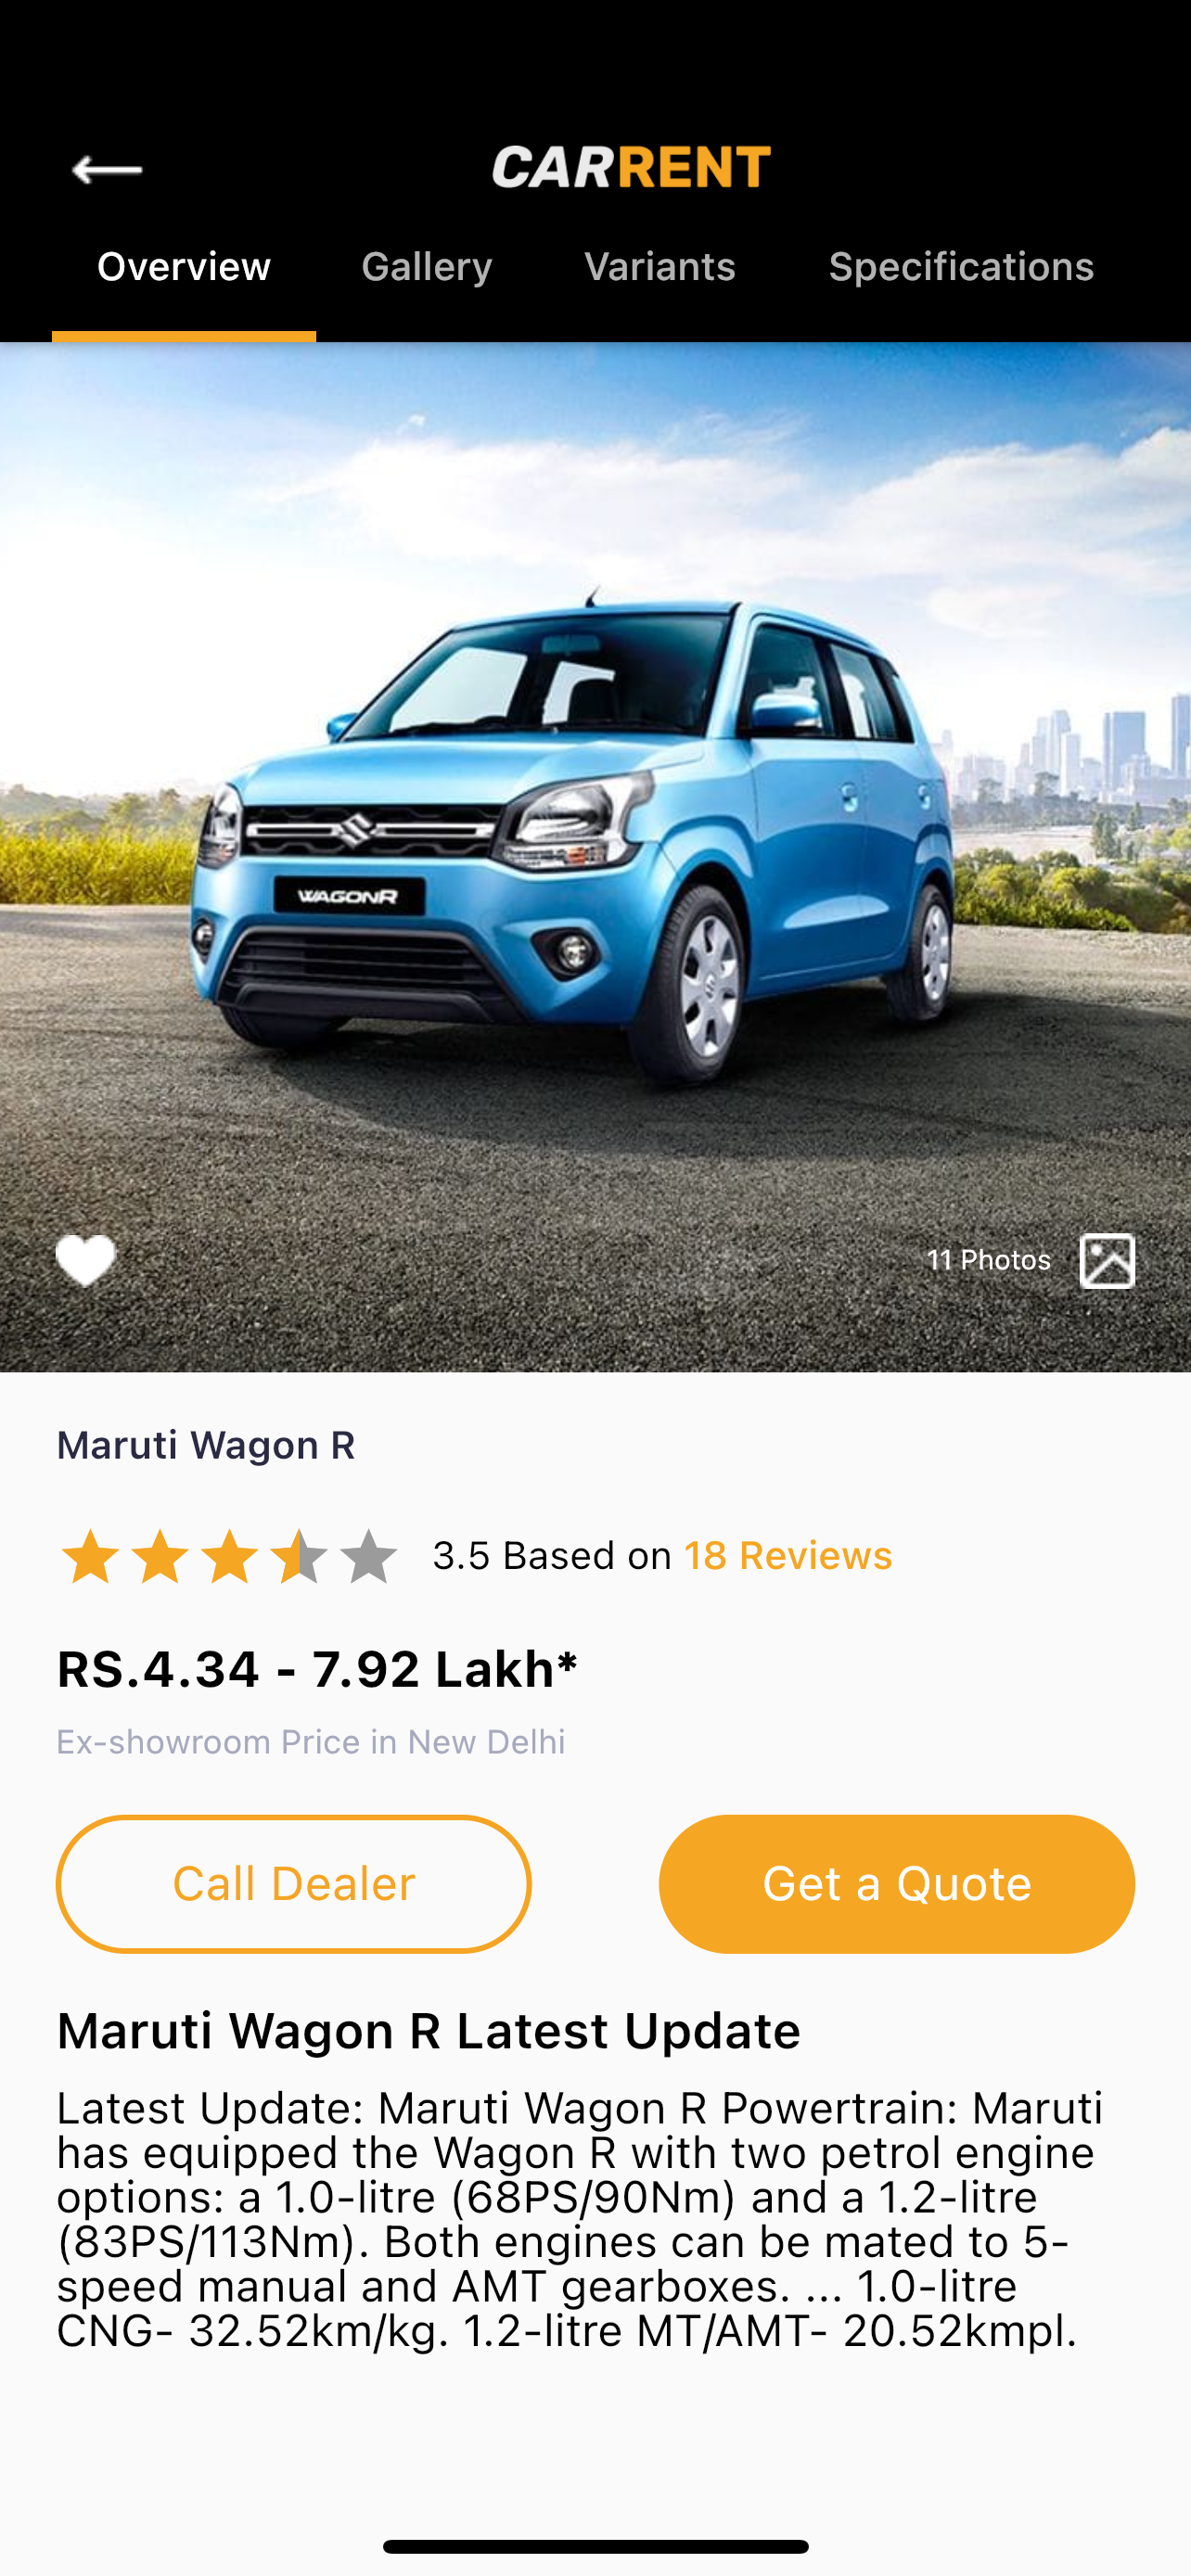 CARRENT
Overview Gallery Variants Specifications
WAGONR
11 Photos
Maruti Wagon R
3.5 Based on 18 Reviews
RS.4.34 - 7.92 Lakh*
Ex-showroom Price in New Delhi
Call Dealer Get a Quote
Maruti Wagon R Latest Update
Latest Update: Maruti Wagon R Powertrain: Maruti
has equipped the Wagon R with two petrol engine
options: a 1.0-litre (68PS/90Nm) and a 1.2-litre
(83PS/113Nm). Both engines can be mated to 5-
speed manual and AMT gearboxes. ... 1.0-litre
CNG- 32.52km/kg. 1.2-litre MT/AMT- 20.52kmpl.